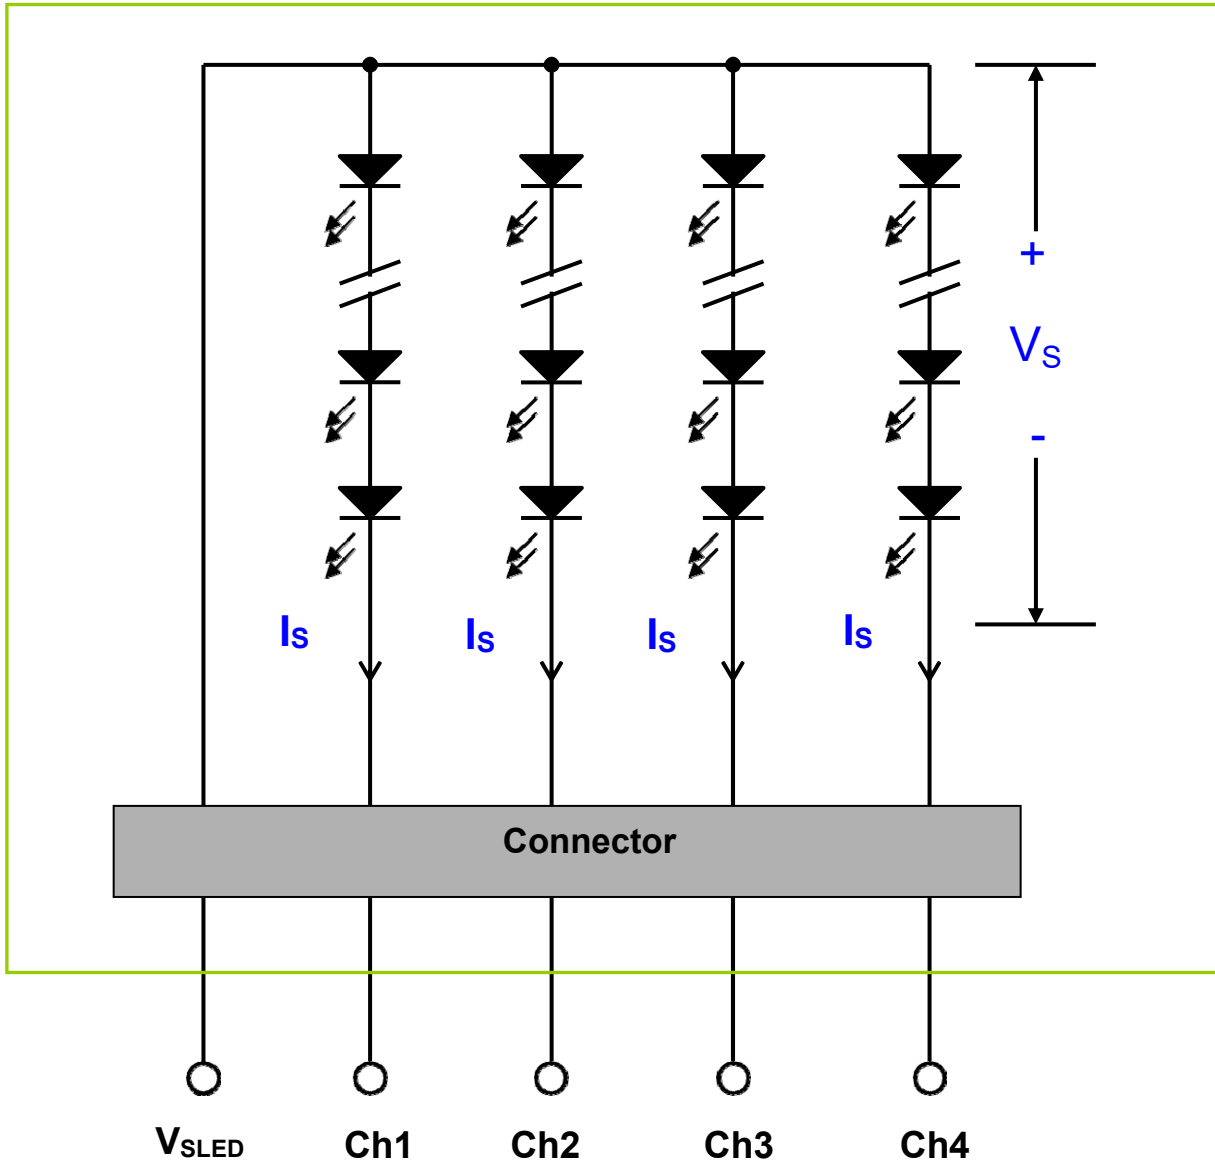 +
VS
-
IS IS IS IS
Connector
VSLED Ch1 Ch2 Ch3 Ch4